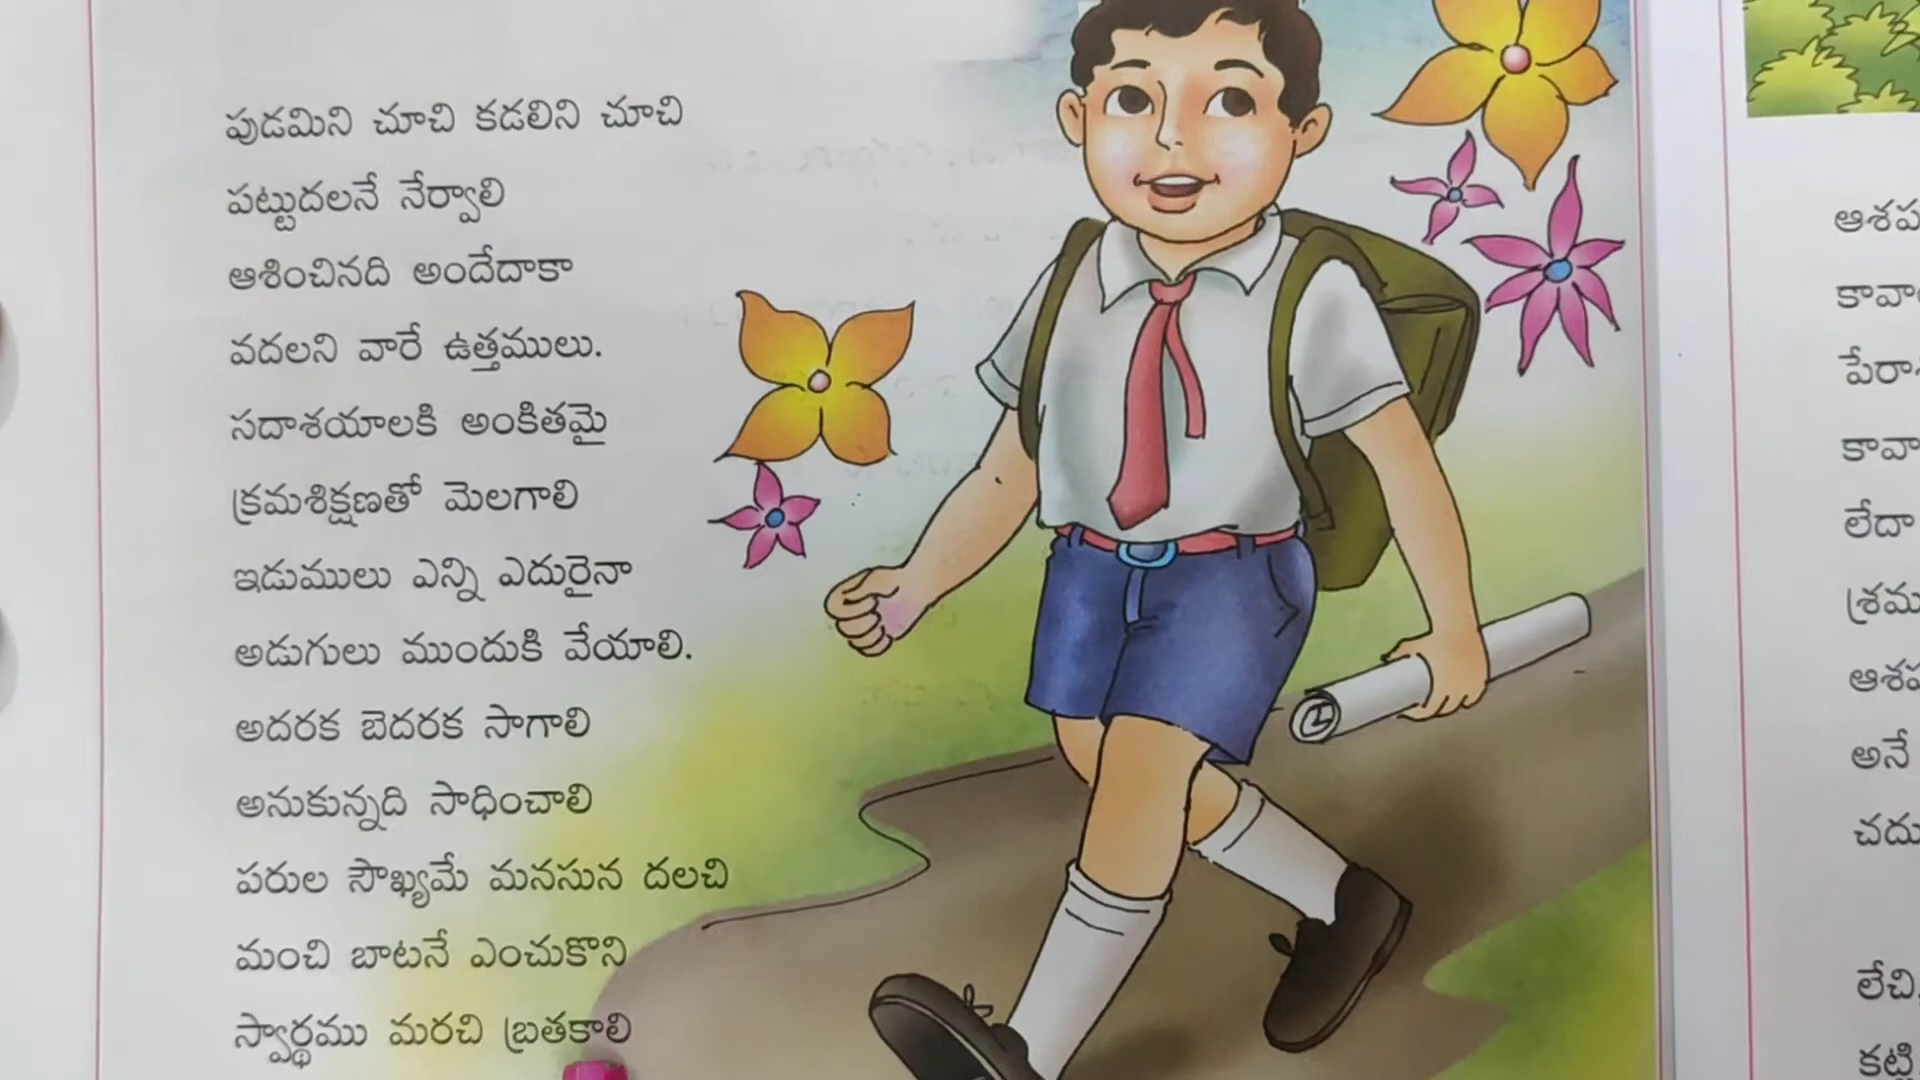 పుడమిని చూచి కడలిని చూచి
పట్టుదలనే నేర్వాలి
ఆశించినది అందేదాకా
వదలని వారే ఉత్తములు.
సదాశయాలకి అంకితమై
క్రమశిక్షణతో మెలగాలి
ఇడుములు ఎన్ని ఎదురైనా
అడుగులు ముందుకి వేయాలి.
అదరక బెదరక సాగాలి
అనుకున్నది సాధించాలి
పరుల సౌఖ్యమే మనసున దలచి
మంచి బాటనే ఎంచుకొని
స్వార్థము మరచి బ్రతకాలి
లేదా
అనే